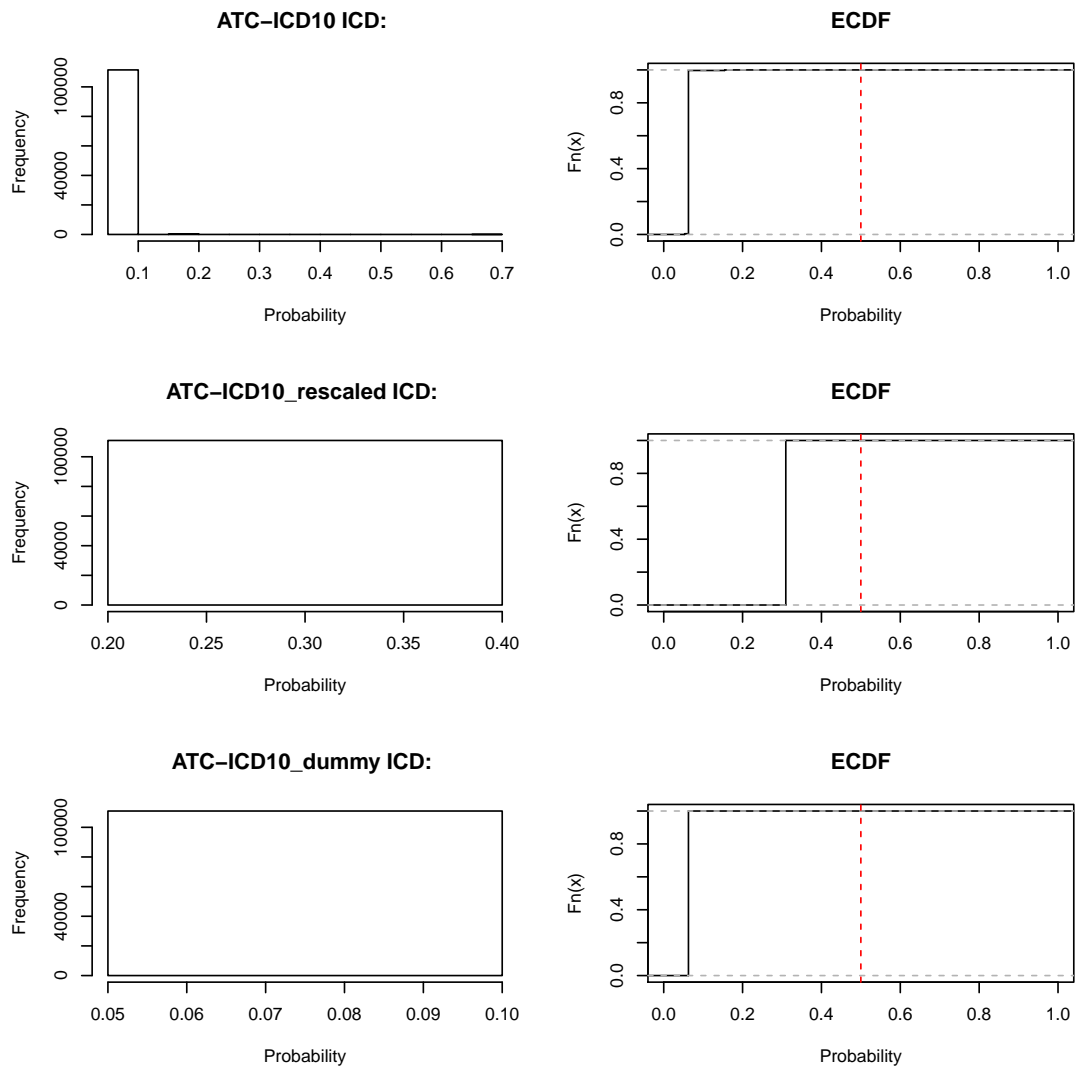 ATC−ICD10 ICD:
Frequency
0 40000 100000
0.1 0.2 0.3 0.4 0.5 0.6 0.7
Probability
ECDF
Fn(x)
0.0 0.4 0.8
0.0 0.2 0.4 0.6 0.8 1.0
Probability
ATC−ICD10_rescaled ICD:
Frequency
0 40000 100000
0.20 0.25 0.30 0.35 0.40
Probability
ECDF
Fn(x)
0.0 0.4 0.8
0.0 0.2 0.4 0.6 0.8 1.0
Probability
ATC−ICD10_dummy ICD:
Frequency
0 40000 100000
0.05 0.06 0.07 0.08 0.09 0.10
Probability
ECDF
Fn(x)
0.0 0.4 0.8
0.0 0.2 0.4 0.6 0.8 1.0
Probability